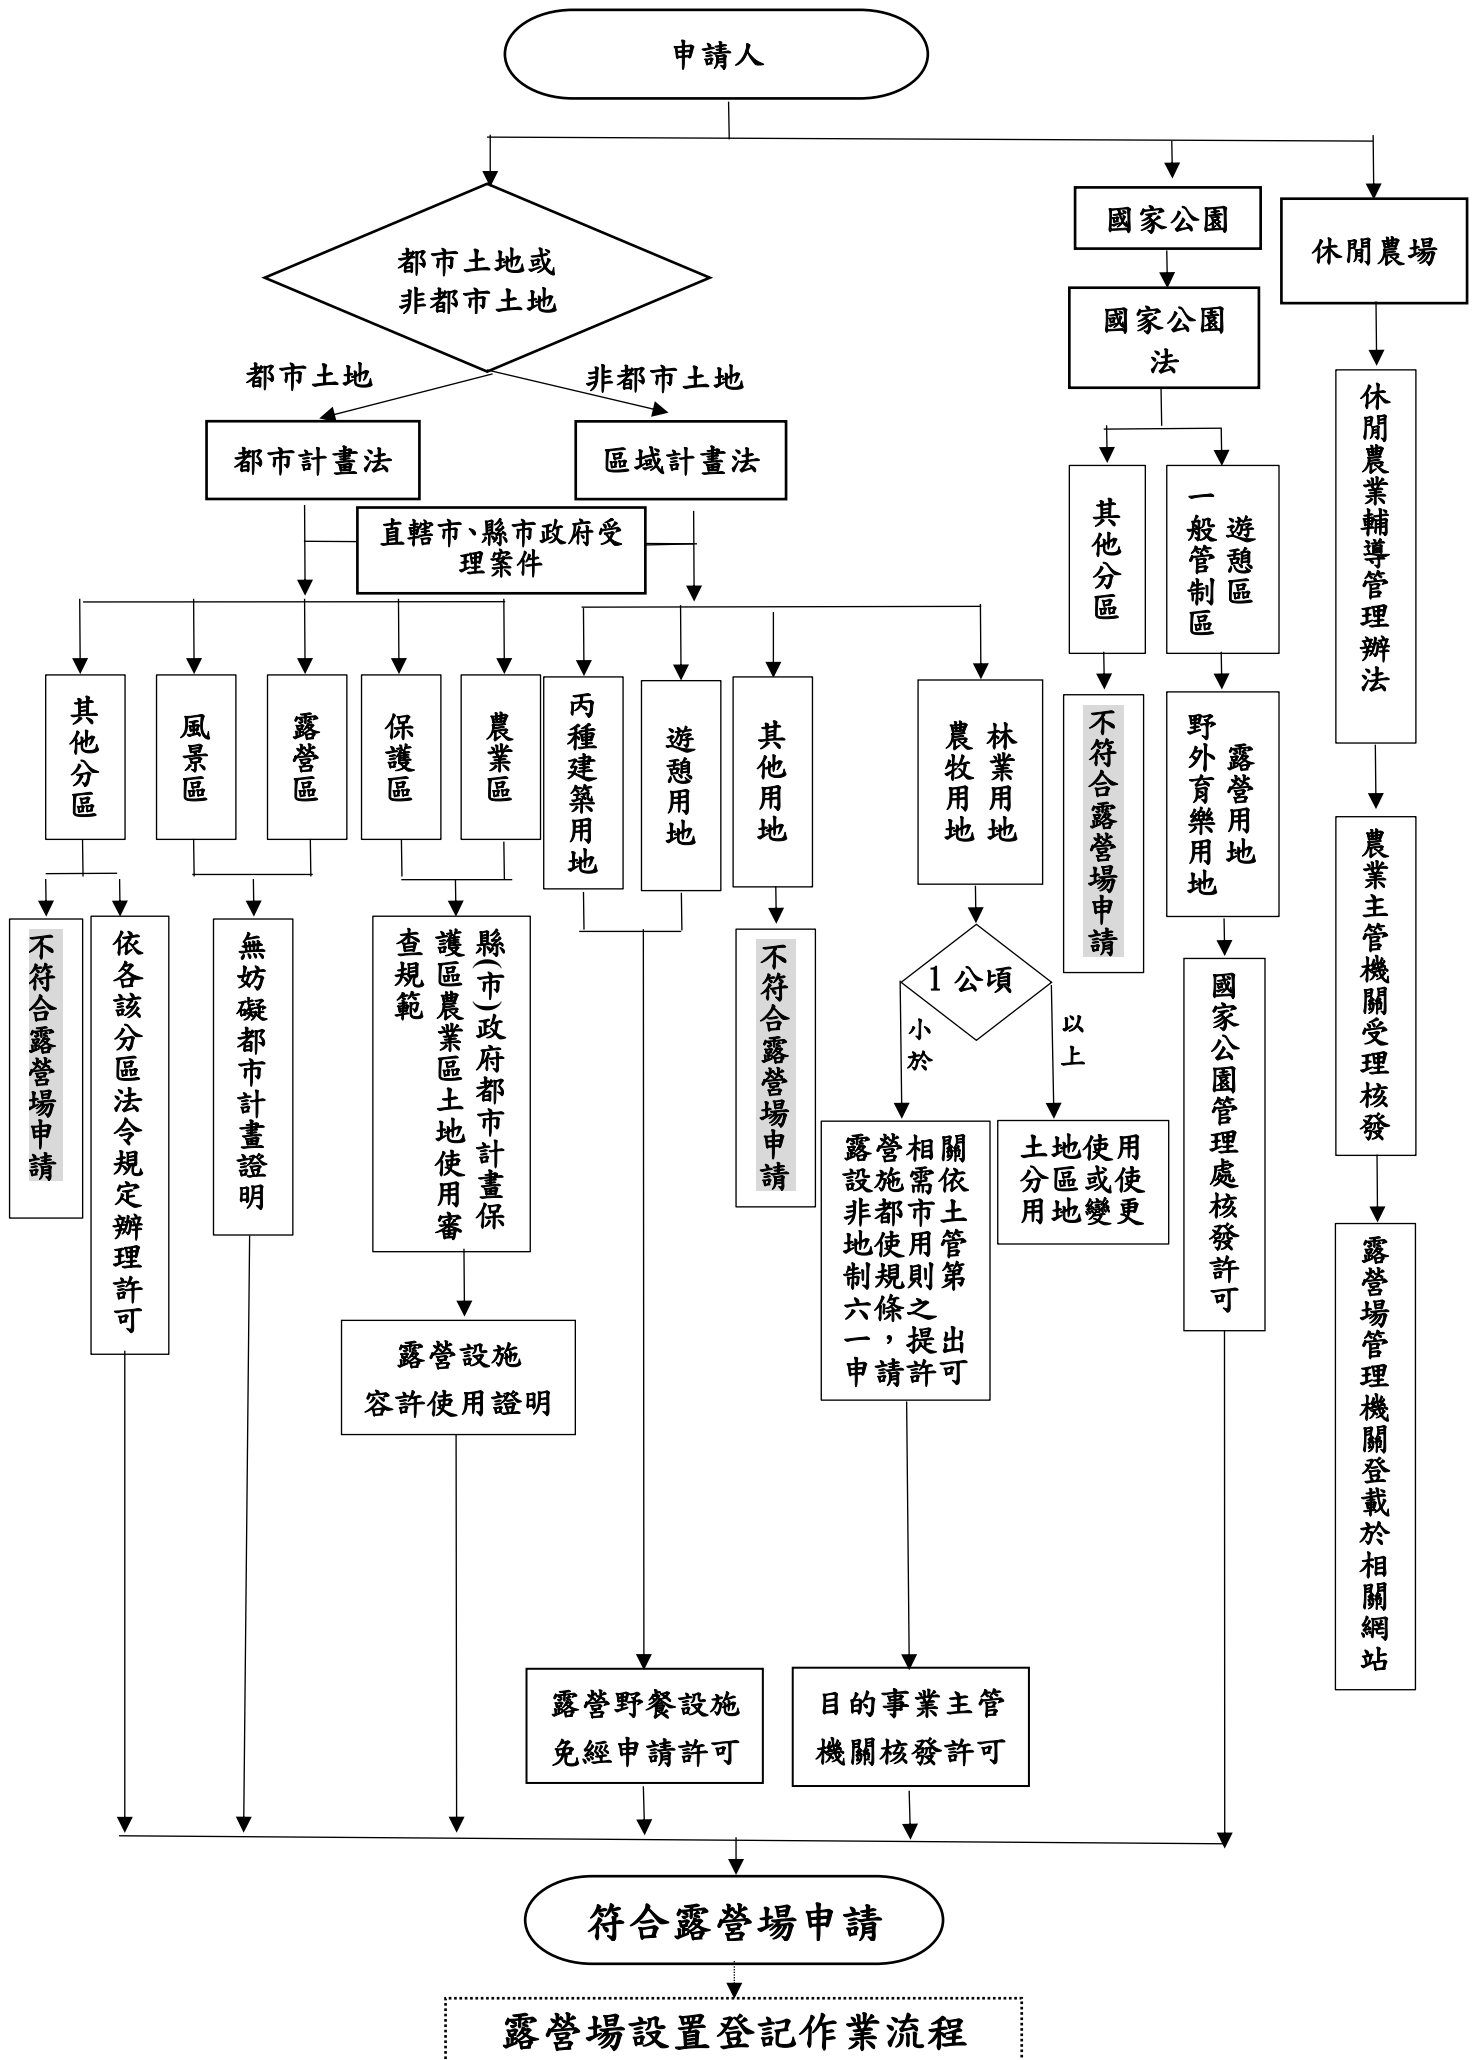 申請人
都市土地或
非都市土地
都市土地
非都市土地
國家公園
休閒農場
國家公園
法
都市計畫法
區域計畫法
直轄市、縣市政府受
理案件
其他分區
遊憩區
一般管制區
休閒農業輔導管理辦法
其他分區
風景區
露營區
保護區
農業區
丙種建築用地
遊憩用地
其他用地
林業用地
農牧用地
不符合露營場申請
露營用地
野外育樂用地
農業主管機關受理核發
不符合露營場申請
依各該分區法令規定辦理許可
無妨礙都市計畫證明
縣(市)政府都市計畫保
護區農業區土地使用審
查規範
不符合露營場申請
1 公頃
小於
以上
國家公園管理處核發許可
露營相關
設施需依
非都市土
地使用管
制規則第
六條之
一，提出
申請許可
土地使用
分區或使
用地變更
露營場管理機關登載於相關網站
露營設施
容許使用證明
露營野餐設施
免經申請許可
目的事業主管
機關核發許可
符合露營場申請
露營場設置登記作業流程